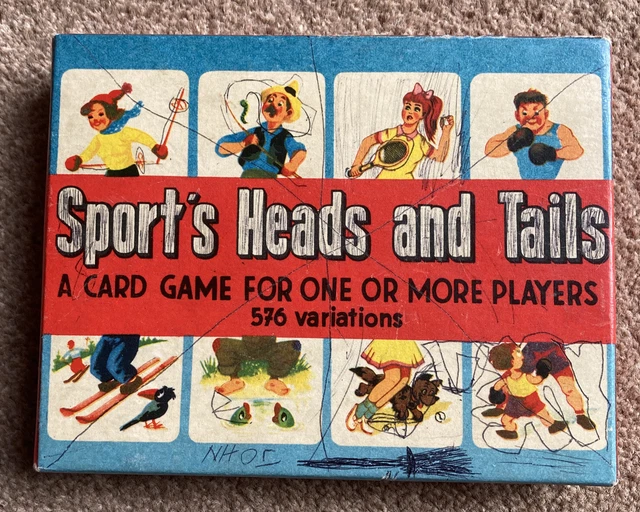 Sport's Heads and Tails
A CARD GAME FOR ONE OR MORE PLAYERS
576 variations